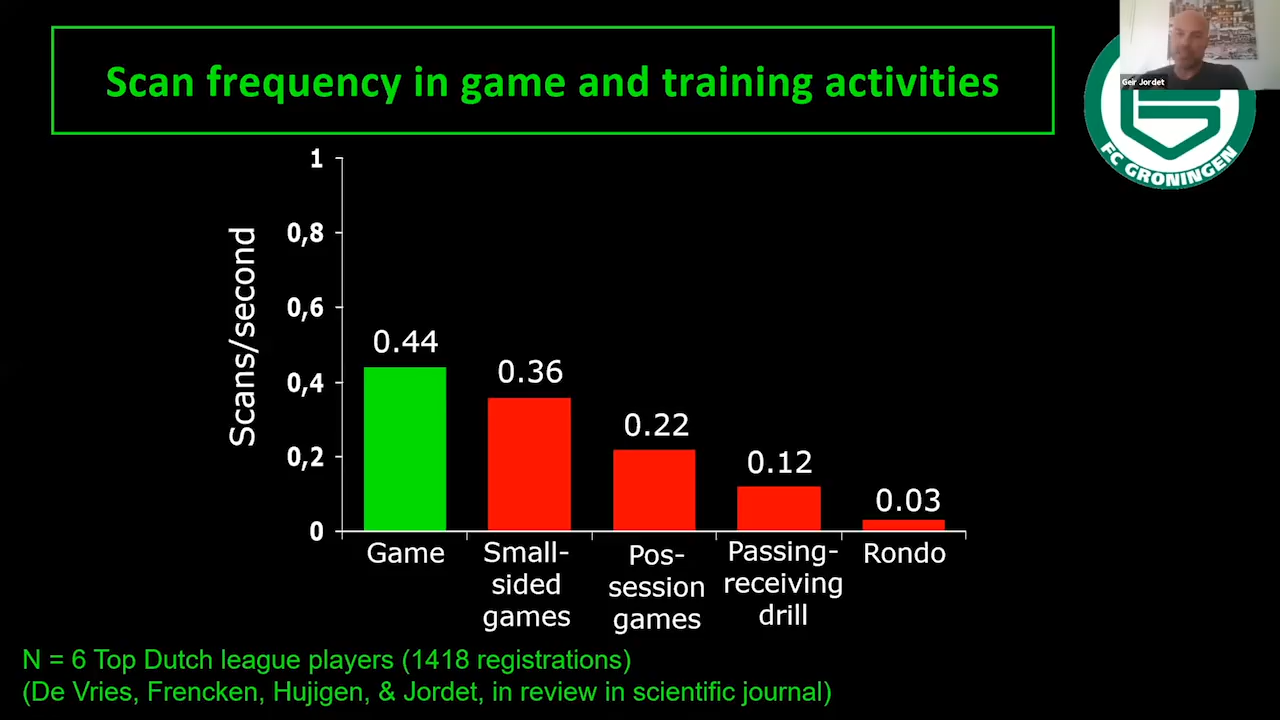 Scan frequency in game and training activities
Geir Jordet
FC GRONINGEN
Scans/second
1
0,8
0,6
0,4
0,2
0
0.44
0.36
0.22
0.12
0.03
Game
Small-
sided
games
Pos-
session
games
Passing-
receiving
drill
Rondo
N = 6 Top Dutch league players (1418 registrations)
(De Vries, Frencken, Hujigen, & Jordet, in review in scientific journal)